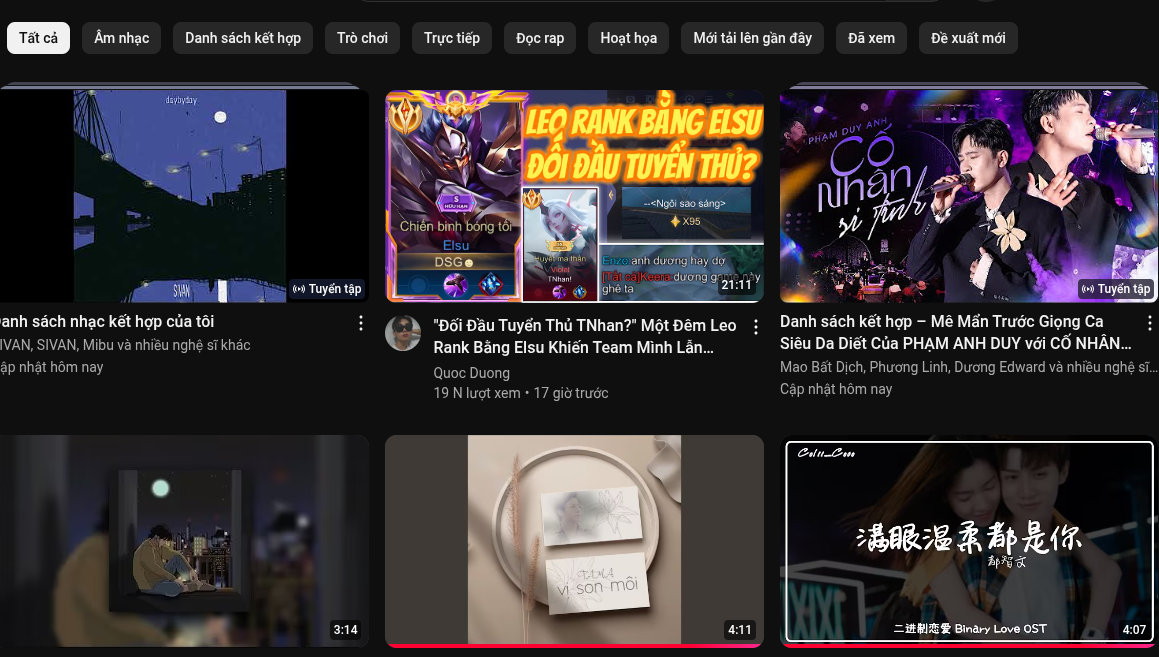 Tất cả
Âm nhạc
Danh sách kết hợp
Trò chơi
Trực tiếp
Đọc rap
Hoạt họa
Mới tải lên gần đây
Đã xem
Đề xuất mới
daybyday
SIVAN
Tuyển tập
anh sách nhạc kết hợp của tôi
IVAN, SIVAN, Mibu và nhiều nghệ sĩ khác
ập nhật hôm nay
LEO RANK BẰNG ELSU
ĐỐI ĐẦU TUYỂN THỦ?
S
HỮU HẠN
Chiến binh bóng tối
Elsu
DSG
Huyết ma thần
Violet
TNhan!
--<Ngôi sao sáng>
X95
Enzo: anh dương hay dợ
[Tất cả]Keera: dương game này
ghê ta
21:11
"Đối Đầu Tuyển Thủ TNhan?" Một Đêm Leo
Rank Bằng Elsu Khiến Team Mình Lẫn...
Quoc Duong
19 N lượt xem • 17 giờ trước
PHẠM DUY ANH
Cố
Nhân
si tình
Tuyển tập
Danh sách kết hợp – Mê Mẩn Trước Giọng Ca
Siêu Da Diết Của PHẠM ANH DUY với CỐ NHÂN...
Mao Bất Dịch, Phương Linh, Dương Edward và nhiều nghệ sĩ...
Cập nhật hôm nay
3:14
vị son môi
4:11
满眼温柔都是你
都智文
二进制恋爱 Binary Love OST
4:07